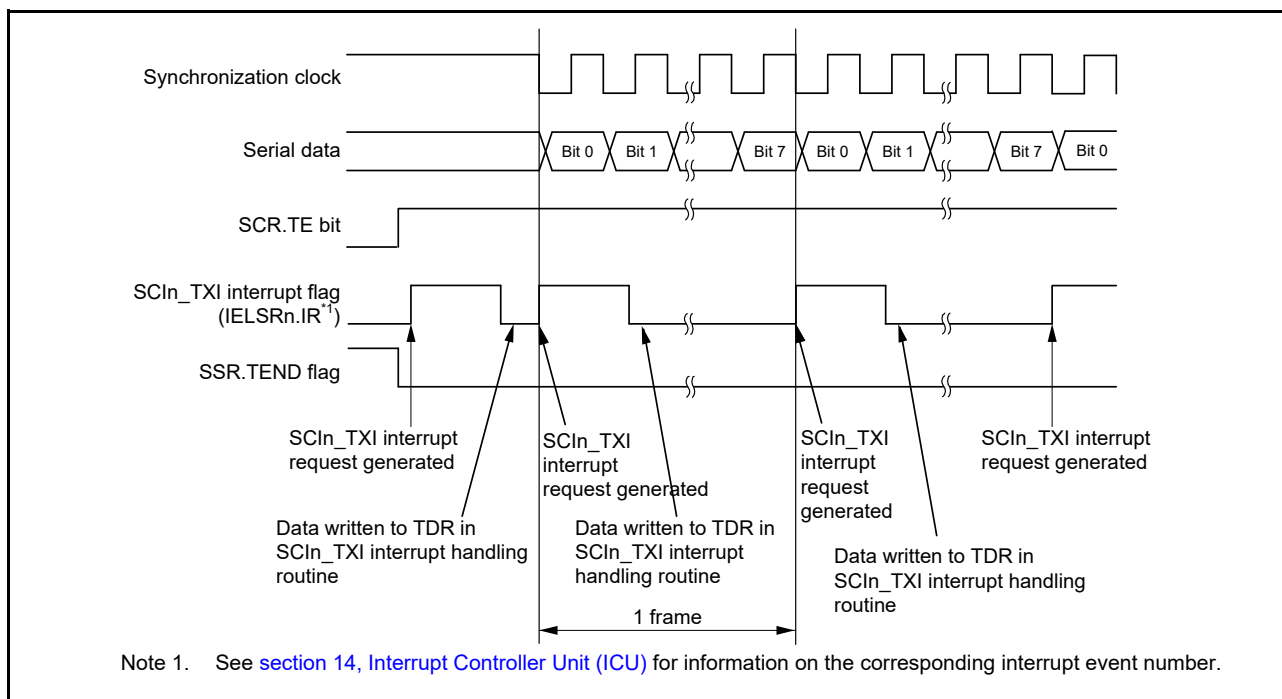 Synchronization clock
Serial data
Bit 0 Bit 1 Bit 7 Bit 0 Bit 1 Bit 7 Bit 0
SCR.TE bit
SCIn_TXI interrupt flag
(IELSRn.IR*1)
SSR.TEND flag
SCIn_TXI interrupt
request generated
SCIn_TXI
interrupt
request generated
SCIn_TXI
interrupt
request
generated
SCIn_TXI interrupt
request generated
Data written to TDR in
SCIn_TXI interrupt handling
routine
Data written to TDR in
SCIn_TXI interrupt
handling routine
Data written to TDR in
SCIn_TXI interrupt handling
routine
1 frame
Note 1. See section 14, Interrupt Controller Unit (ICU) for information on the corresponding interrupt event number.